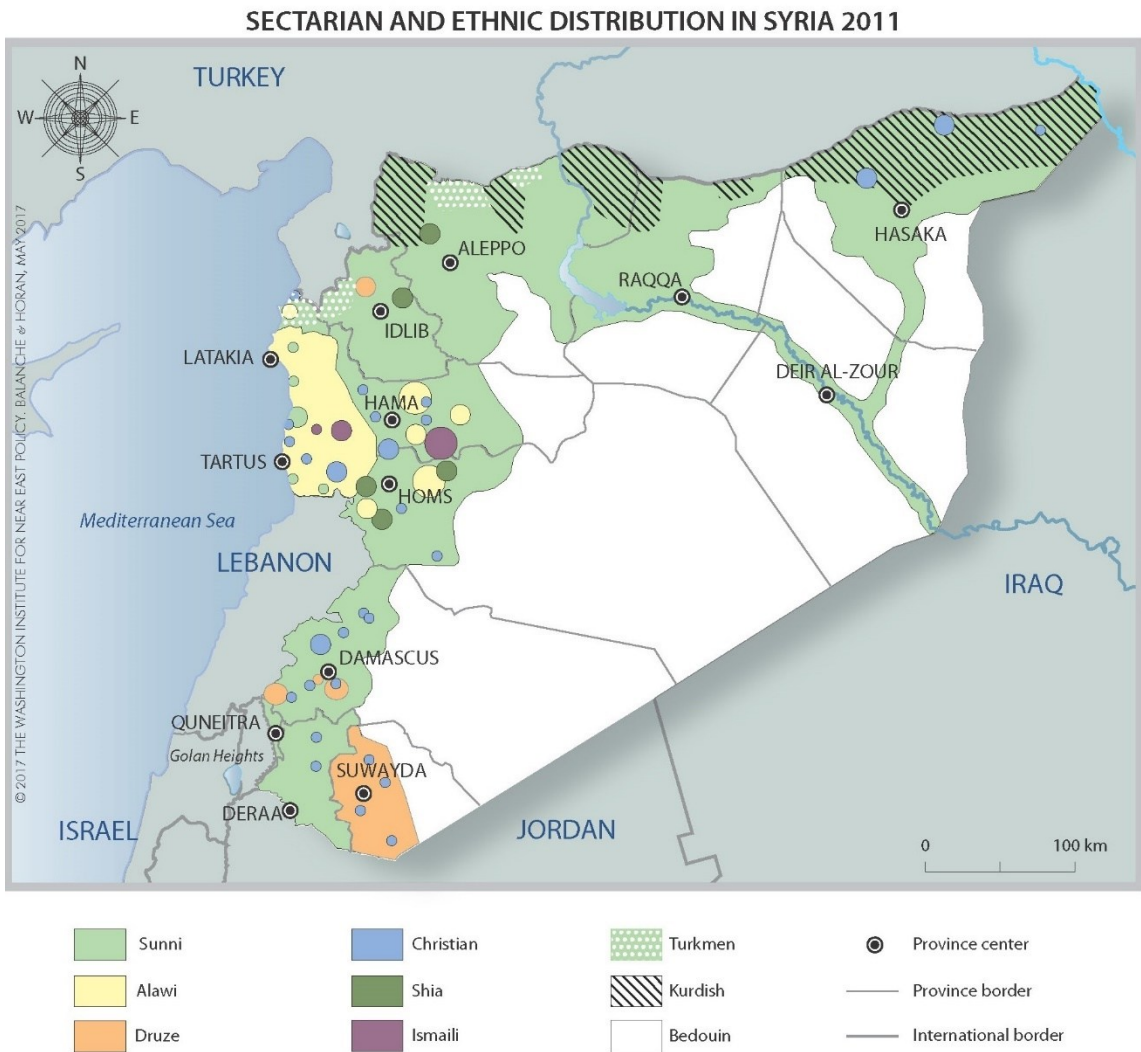 SECTARIAN AND ETHNIC DISTRIBUTION IN SYRIA 2011
N
W
E
S
TURKEY
HASAKA
ALEPPO
RAQQA
IDLIB
LATAKIA
DEIR AL-ZOUR
HAMA
TARTUS
HOMS
Mediterranean Sea
LEBANON
IRAQ
DAMASCUS
QUNEITRA
Golan Heights
SUWAYDA
DERAA
ISRAEL
JORDAN
0
100 km
© 2017 THE WASHINGTON INSTITUTE FOR NEAR EAST POLICY. BALANCHE & HORAN, MAY 2017
Sunni
Christian
Turkmen
Province center
Alawi
Shia
Kurdish
Province border
Druze
Ismaili
Bedouin
International border